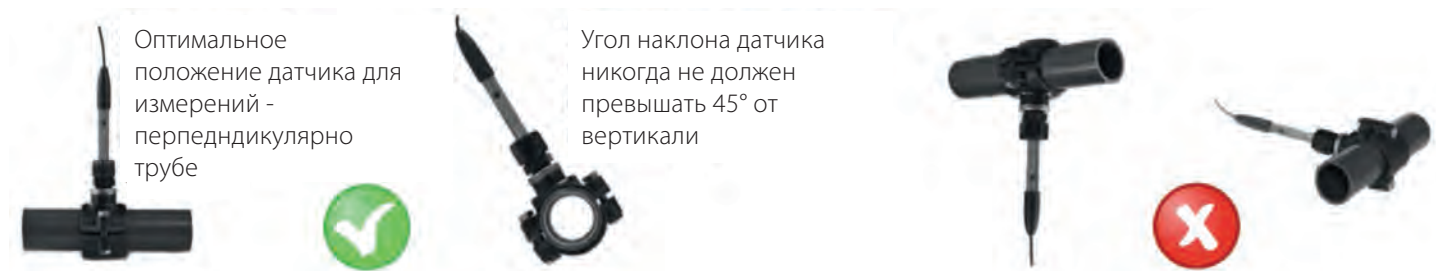 Оптимальное
положение датчика для
измерений -
перпедндикулярно
трубе
Угол наклона датчика
никогда не должен
превышать 45° от
вертикали